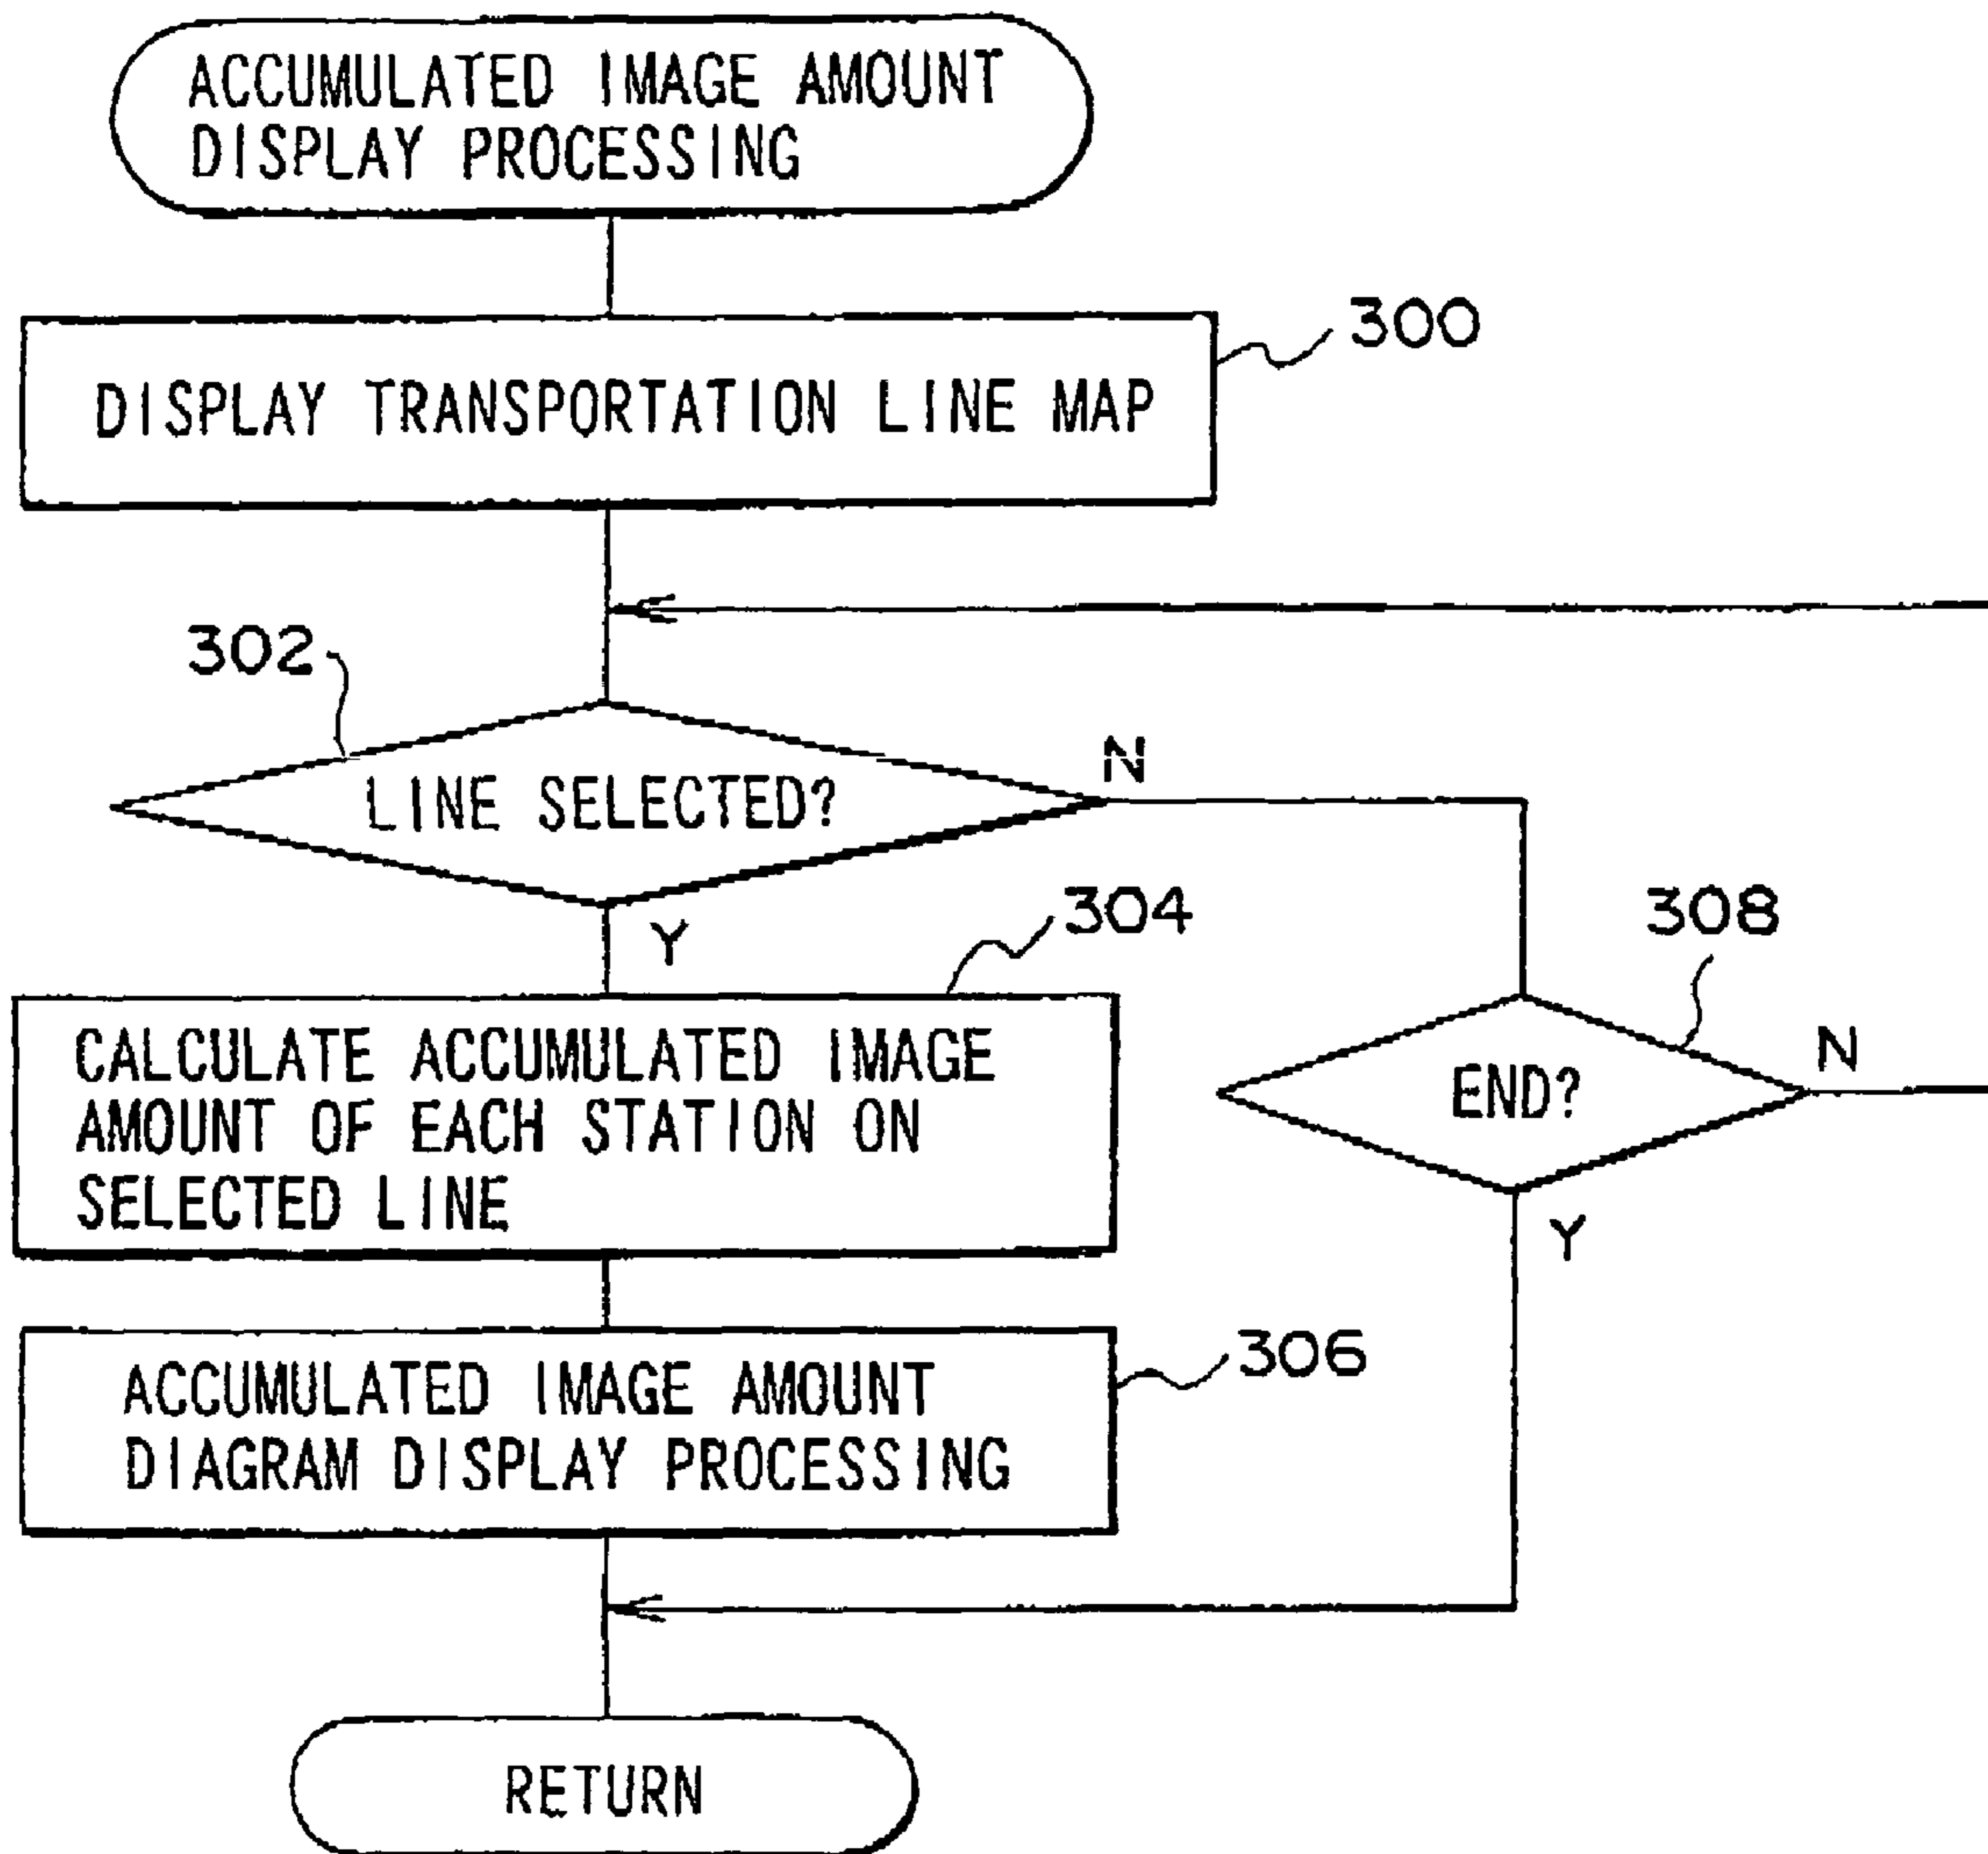 ACCUMULATED IMAGE AMOUNT
DISPLAY PROCESSING
300
DISPLAY TRANSPORTATION LINE MAP
302
N
LINE SELECTED?
304
308
Y
CALCULATE ACCUMULATED IMAGE
AMOUNT OF EACH STATION ON
SELECTED LINE
N
END?
Y
306
ACCUMULATED IMAGE AMOUNT
DIAGRAM DISPLAY PROCESSING
RETURN